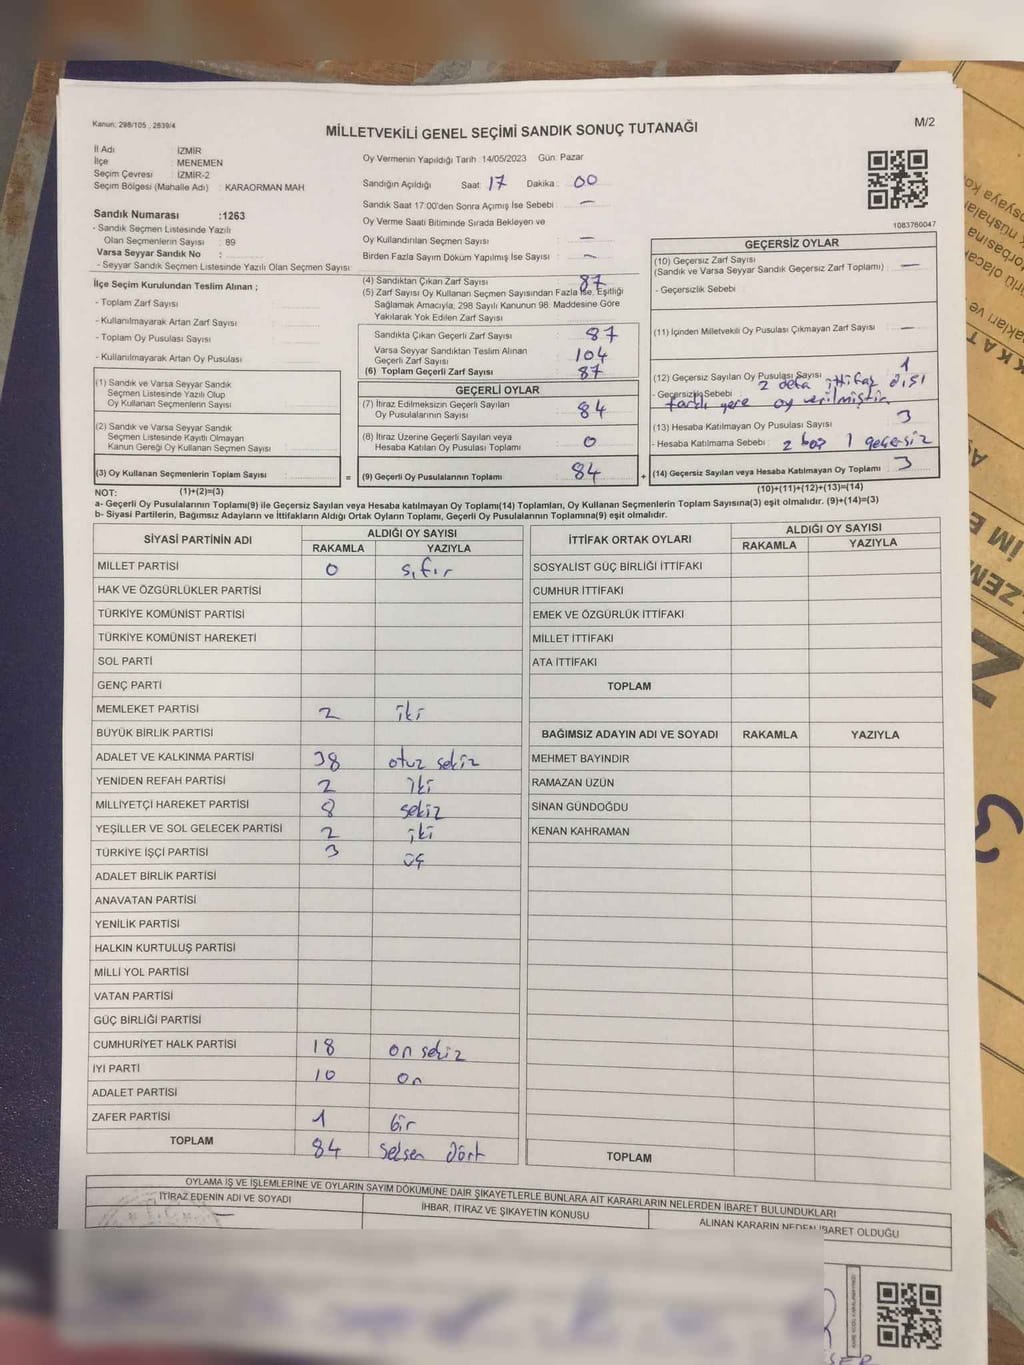 Kanun: 298/105 , 2839/4
MİLLETVEKİLİ GENEL SEÇİMİ SANDIK SONUÇ TUTANAĞI
M/2
İl Adı : İZMİR
İlçe : MENEMEN
Seçim Çevresi : İZMİR-2
Seçim Bölgesi (Mahalle Adı) : KARAORMAN MAH
Sandık Numarası :1263
- Sandık Seçmen Listesinde Yazılı
Olan Seçmenlerin Sayısı : 89
Varsa Seyyar Sandık No :
- Seyyar Sandık Seçmen Listesinde Yazılı Olan Seçmen Sayısı:
Oy Vermenin Yapıldığı Tarih :14/05/2023 Gün: Pazar
Sandığın Açıldığı Saat: 17 Dakika : 00
Sandık Saat 17:00'den Sonra Açımış İse Sebebi : —
Oy Verme Saati Bitiminde Sırada Bekleyen ve
Oy Kullandırılan Seçmen Sayısı : —
Birden Fazla Sayım Döküm Yapılmış İse Sayısı : —
1083760047
İlçe Seçim Kurulundan Teslim Alınan ;
- Toplam Zarf Sayısı
- Kullanılmayarak Artan Zarf Sayısı
- Toplam Oy Pusulası Sayısı
- Kullanılmayarak Artan Oy Pusulası
(1) Sandık ve Varsa Seyyar Sandık
Seçmen Listesinde Yazılı Olup
Oy Kullanan Seçmenlerin Sayısı
(2) Sandık ve Varsa Seyyar Sandık
Seçmen Listesinde Kayıtlı Olmayan
Kanun Gereği Oy Kullanan Seçmen Sayısı
(3) Oy Kullanan Seçmenlerin Toplam Sayısı =
(4) Sandıktan Çıkan Zarf Sayısı : 87
(5) Zarf Sayısı Oy Kullanan Seçmen Sayısından Fazla İse, Eşitliği
Sağlamak Amacıyla, 298 Sayılı Kanunun 98. Maddesine Göre
Yakılarak Yok Edilen Zarf Sayısı
Sandıkta Çıkan Geçerli Zarf Sayısı : 87
Varsa Seyyar Sandıktan Teslim Alınan
Geçerli Zarf Sayısı 104
(6) Toplam Geçerli Zarf Sayısı : 87
GEÇERLİ OYLAR
(7) İtiraz Edilmeksizin Geçerli Sayılan
Oy Pusulalarının Sayısı : 84
(8) İtiraz Üzerine Geçerli Sayılan veya
Hesaba Katılan Oy Pusulası Sayısı : 0
(9) Geçerli Oy Pusulalarının Toplamı : 84 +
GEÇERSİZ OYLAR
(10) Geçersiz Zarf Sayısı
(Sandık ve Varsa Seyyar Sandık Geçersiz Zarf Toplamı) : —
- Geçersizlik Sebebi :
(11) İçinden Milletvekili Oy Pusulası Çıkmayan Zarf Sayısı : —
(12) Geçersiz Sayılan Oy Pusulası Sayısı : 1
- Geçersizlik Sebebi : 2 deta ittifak dışı
farklı yere oy verilmiştir
(13) Hesaba Katılmayan Oy Pusulası Sayısı : 3
- Hesaba Katılmama Sebebi : 2 boş 1 geçersiz
(14) Geçersiz Sayılan veya Hesaba Katılmayan Oy Toplamı : 3
NOT: (1)+(2)=(3)
(10)+(11)+(12)+(13)=(14)
a- Geçerli Oy Pusulalarının Toplamı(9) ile Geçersiz Sayılan veya Hesaba katılmayan Oy Toplamı(14) Toplamları, Oy Kullanan Seçmenlerin Toplam Sayısına(3) eşit olmalıdır. (9)+(14)=(3)
b- Siyasi Partilerin, Bağımsız Adayların ve İttifakların Aldığı Ortak Oyların Toplamı, Geçerli Oy Pusulalarının Toplamına(9) eşit olmalıdır.
SİYASİ PARTİNİN ADI ALDIĞI OY SAYISI
RAKAMLA YAZIYLA
MİLLET PARTİSİ 0 sıfır
HAK VE ÖZGÜRLÜKLER PARTİSİ
TÜRKİYE KOMÜNİST PARTİSİ
TÜRKİYE KOMÜNİST HAREKETİ
SOL PARTİ
GENÇ PARTİ
MEMLEKET PARTİSİ 2 iki
BÜYÜK BİRLİK PARTİSİ
ADALET VE KALKINMA PARTİSİ 38 otuz sekiz
YENİDEN REFAH PARTİSİ 2 iki
MİLLİYETÇİ HAREKET PARTİSİ 8 sekiz
YEŞİLLER VE SOL GELECEK PARTİSİ 2 iki
TÜRKİYE İŞÇİ PARTİSİ 3 üç
ADALET BİRLİK PARTİSİ
ANAVATAN PARTİSİ
YENİLİK PARTİSİ
HALKIN KURTULUŞ PARTİSİ
MİLLİ YOL PARTİSİ
VATAN PARTİSİ
GÜÇ BİRLİĞİ PARTİSİ
CUMHURİYET HALK PARTİSİ 18 on sekiz
İYİ PARTİ 10 on
ADALET PARTİSİ
ZAFER PARTİSİ 1 bir
TOPLAM 84 seksen dört
İTTİFAK ORTAK OYLARI ALDIĞI OY SAYISI
RAKAMLA YAZIYLA
SOSYALİST GÜÇ BİRLİĞİ İTTİFAKI
CUMHUR İTTİFAKI
EMEK VE ÖZGÜRLÜK İTTİFAKI
MİLLET İTTİFAKI
ATA İTTİFAKI
TOPLAM
BAĞIMSIZ ADAYIN ADI VE SOYADI RAKAMLA YAZIYLA
MEHMET BAYINDIR
RAMAZAN UZÜN
SİNAN GÜNDOĞDU
KENAN KAHRAMAN
TOPLAM
OYLAMA İŞ VE İŞLEMLERİNE VE OYLARIN SAYIM DÖKÜMÜNE DAİR ŞİKAYETLERLE BUNLARA AİT KARARLARIN NELERDEN İBARET BULUNDUKLARI
İTİRAZ EDENİN ADI VE SOYADI İHBAR, İTİRAZ VE ŞİKAYETİN KONUSU ALINAN KARARIN NEDEN İBARET OLDUĞU